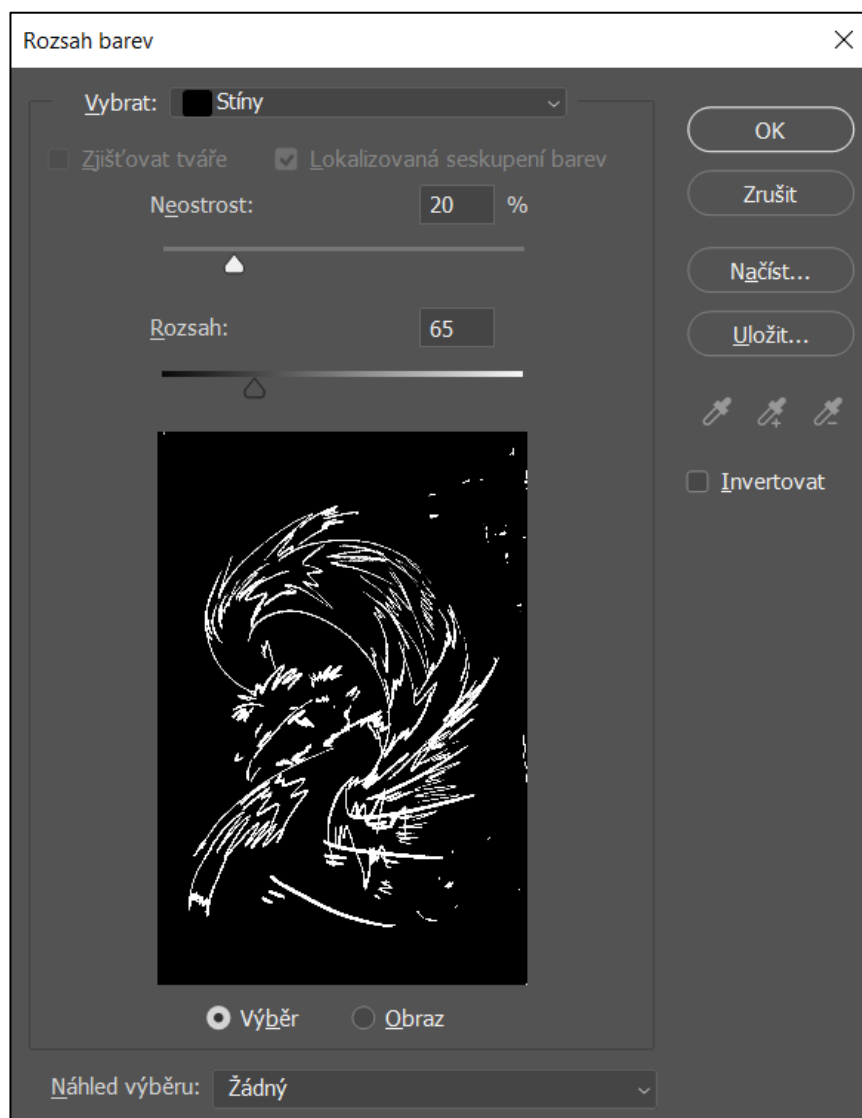 Rozsah barev
Vybrat: Stíny
Zjišťovat tváře Lokalizovaná seskupení barev
Neostrost: 20 %
Rozsah: 65
Výběr Obraz
Náhled výběru: Žádný
OK
Zrušit
Načíst...
Uložit...
Invertovat